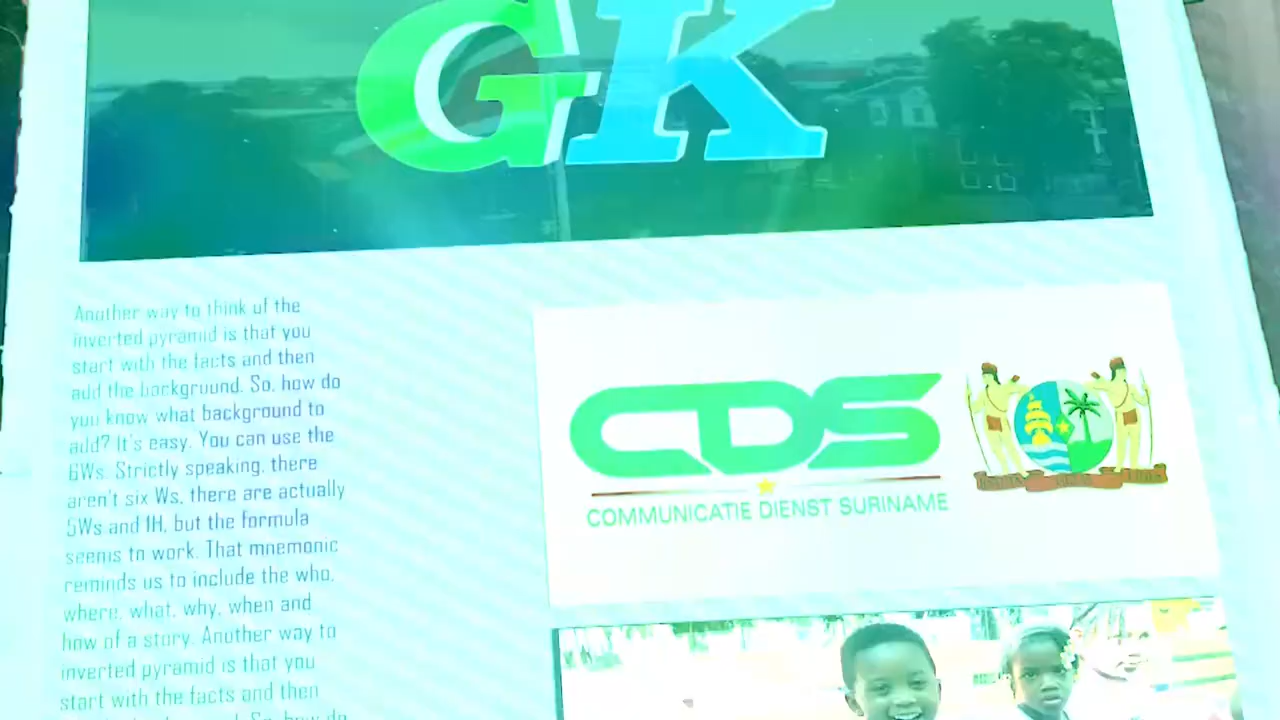 GK
Another way to think of the
inverted pyramid is that you
start with the facts and then
add the background. So, how do
you know what background to
add? It's easy. You can use the
6Ws. Strictly speaking, there
aren't six Ws, there are actually
5Ws and 1H, but the formula
seems to work. That mnemonic
reminds us to include the who,
where, what, why, when and
how of a story. Another way to
inverted pyramid is that you
start with the facts and then
So, how do
CDS
COMMUNICATIE DIENST SURINAME